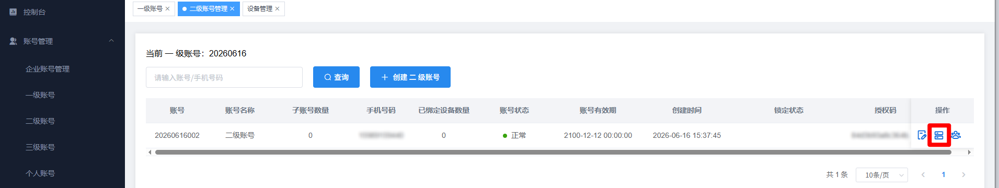 控制台
账号管理
企业账号管理
一级账号
二级账号
三级账号
个人账号
一级账号 二级账号管理 设备管理
当前 一 级账号：20260616
请输入账号/手机号码 查询 创建 二 级账号
账号 账号名称 子账号数量 手机号码 已绑定设备数量 账号状态 账号有效期 创建时间 锁定状态 授权码 操作
20260616002 二级账号 0 0 正常 2100-12-12 00:00:00 2026-06-16 15:37:45
共 1 条 10条/页 1